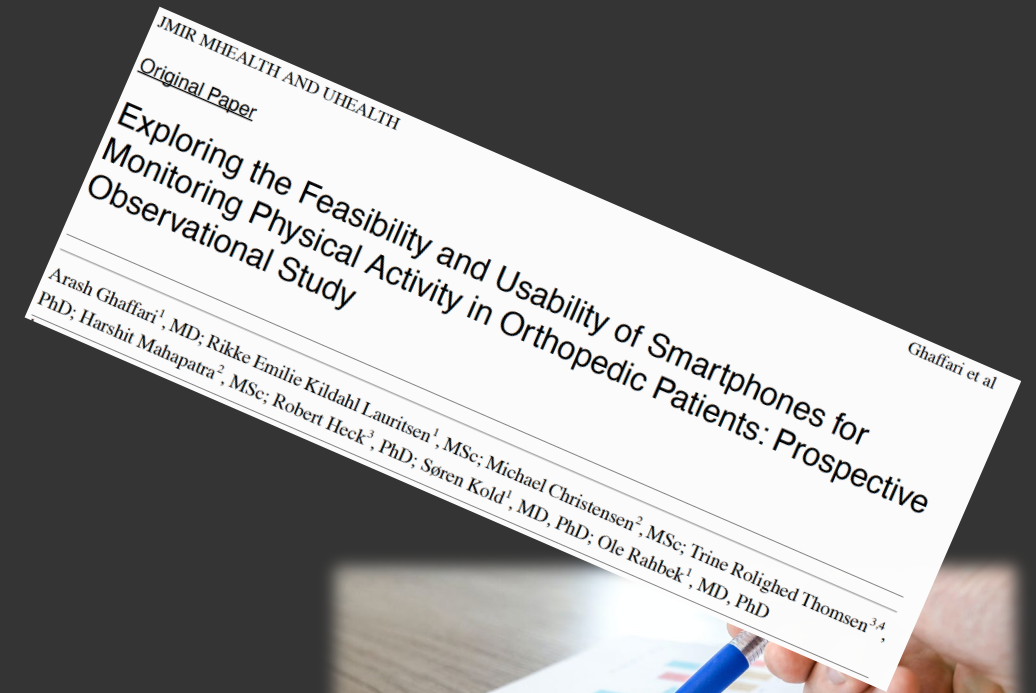 JMIR MHEALTH AND UHEALTH
Ghaffari et al
Original Paper
Exploring the Feasibility and Usability of Smartphones for
Monitoring Physical Activity in Orthopedic Patients: Prospective
Observational Study
Arash Ghaffari1, MD; Rikke Emilie Kildahl Lauritsen1, MSc; Michael Christensen2, MSc; Trine Rolighed Thomsen3,4,
PhD; Harshit Mahapatra2, MSc; Robert Heck3, PhD; Søren Kold1, MD, PhD; Ole Rahbek1, MD, PhD